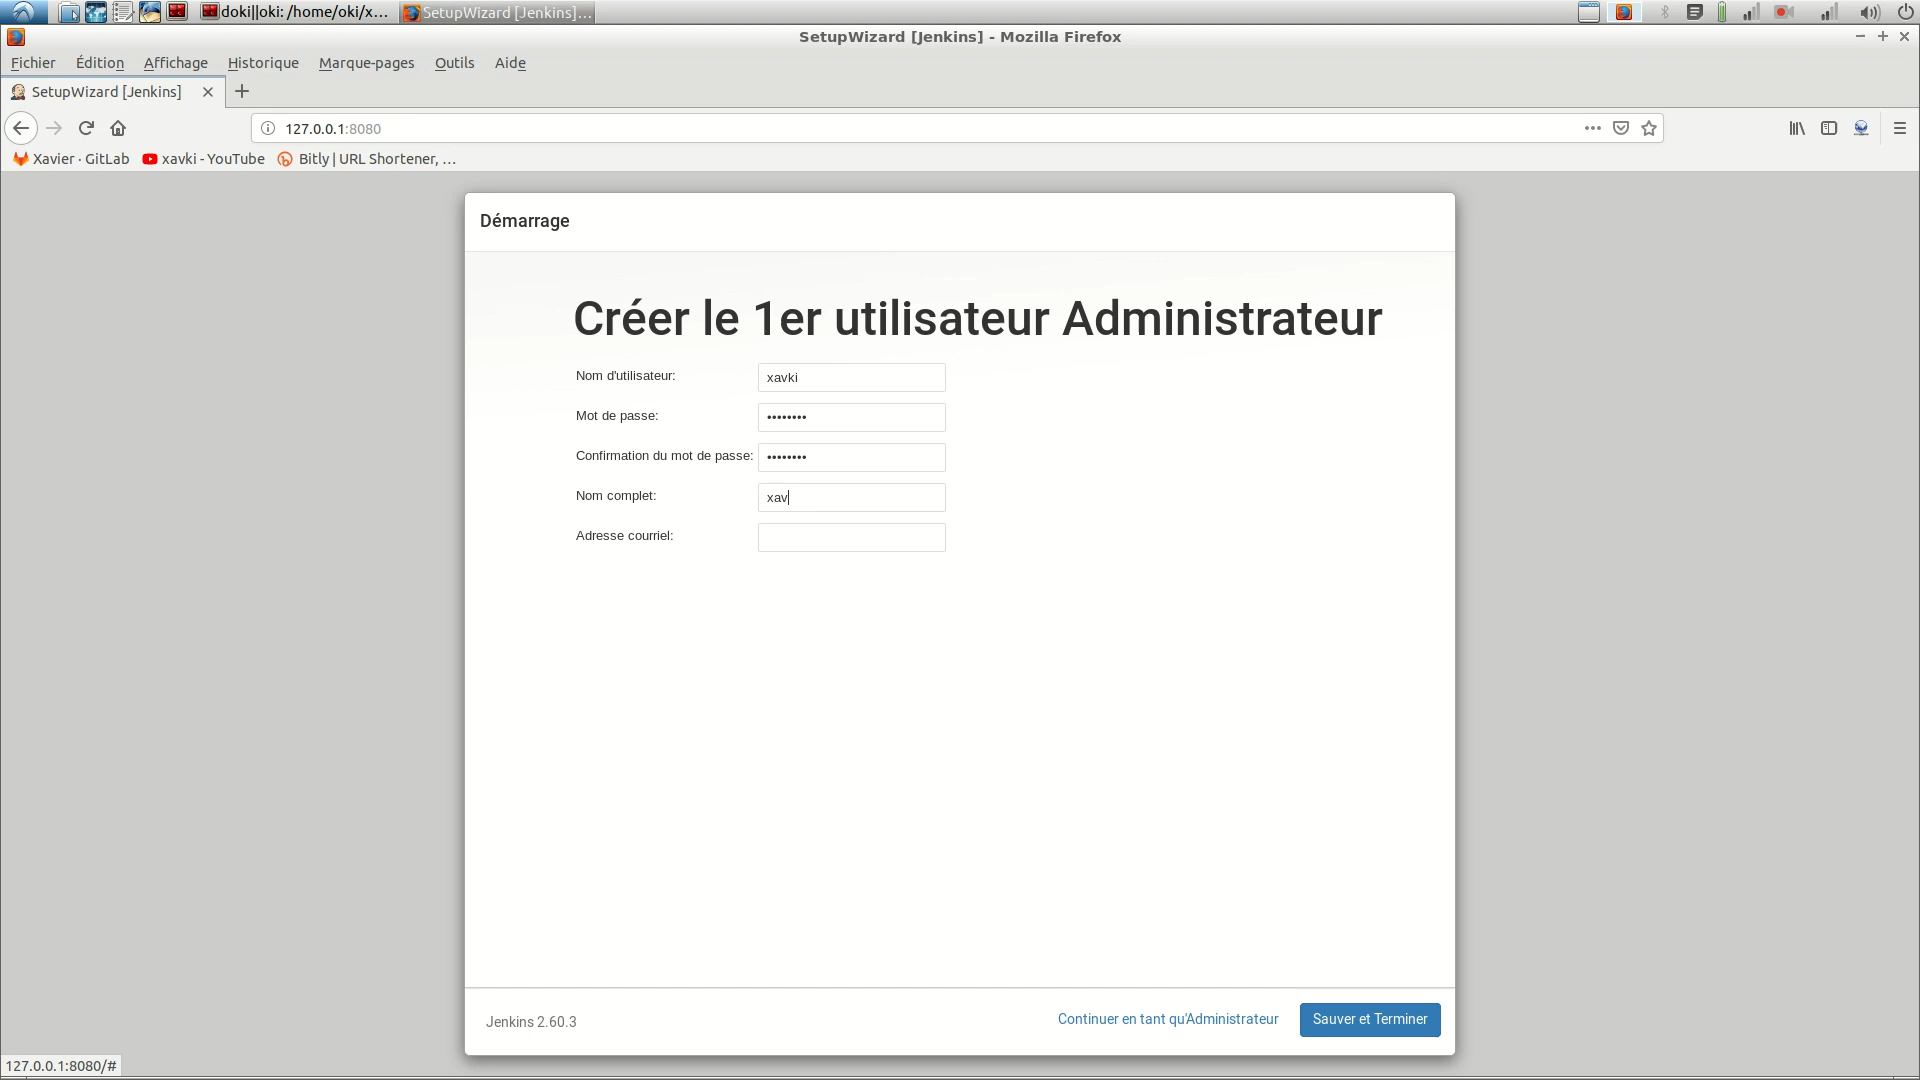 doki||oki: /home/oki/x...
SetupWizard [Jenkins]...
SetupWizard [Jenkins] - Mozilla Firefox
Fichier Édition Affichage Historique Marque-pages Outils Aide
SetupWizard [Jenkins]
127.0.0.1:8080
Xavier · GitLab xavki - YouTube Bitly | URL Shortener, ...
Démarrage
Créer le 1er utilisateur Administrateur
Nom d'utilisateur: xavki
Mot de passe: ••••••••
Confirmation du mot de passe: ••••••••
Nom complet: xav
Adresse courriel:
Jenkins 2.60.3 Continuer en tant qu'Administrateur Sauver et Terminer
127.0.0.1:8080/#